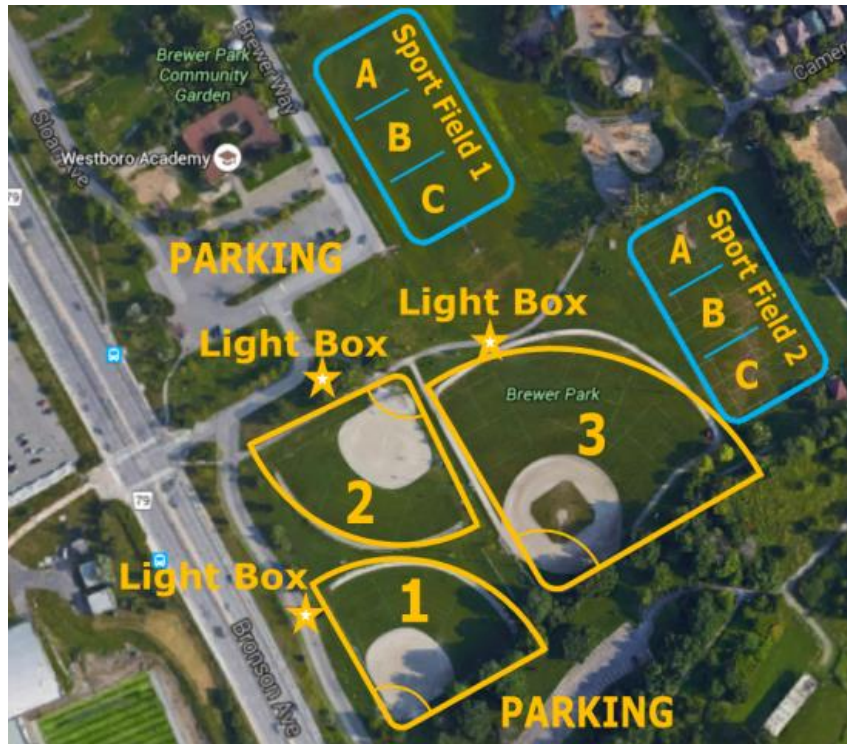 Brewer Park
Community
Garden
Brewer Way
Sloan Ave
Westboro Academy
79
PARKING
Sport Field 1
A
B
C
Sport Field 2
A
B
C
Light Box
Light Box
Brewer Park
3
2
79
Light Box
1
Bronson Ave
PARKING